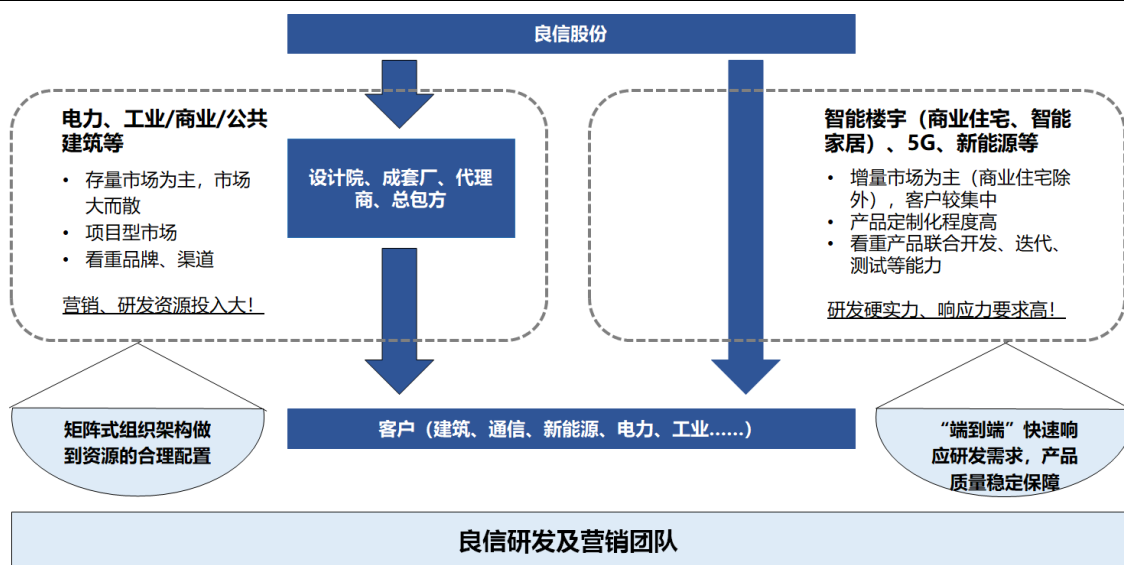 良信股份
电力、工业/商业/公共
建筑等
• 存量市场为主，市场
大而散
• 项目型市场
• 看重品牌、渠道
营销、研发资源投入大！
设计院、成套厂、代理
商、总包方
智能楼宇（商业住宅、智能
家居）、5G、新能源等
• 增量市场为主（商业住宅除
外），客户较集中
• 产品定制化程度高
• 看重产品联合开发、迭代、
测试等能力
研发硬实力、响应力要求高！
矩阵式组织架构做
到资源的合理配置
客户（建筑、通信、新能源、电力、工业……）
“端到端”快速响
应研发需求，产品
质量稳定保障
良信研发及营销团队